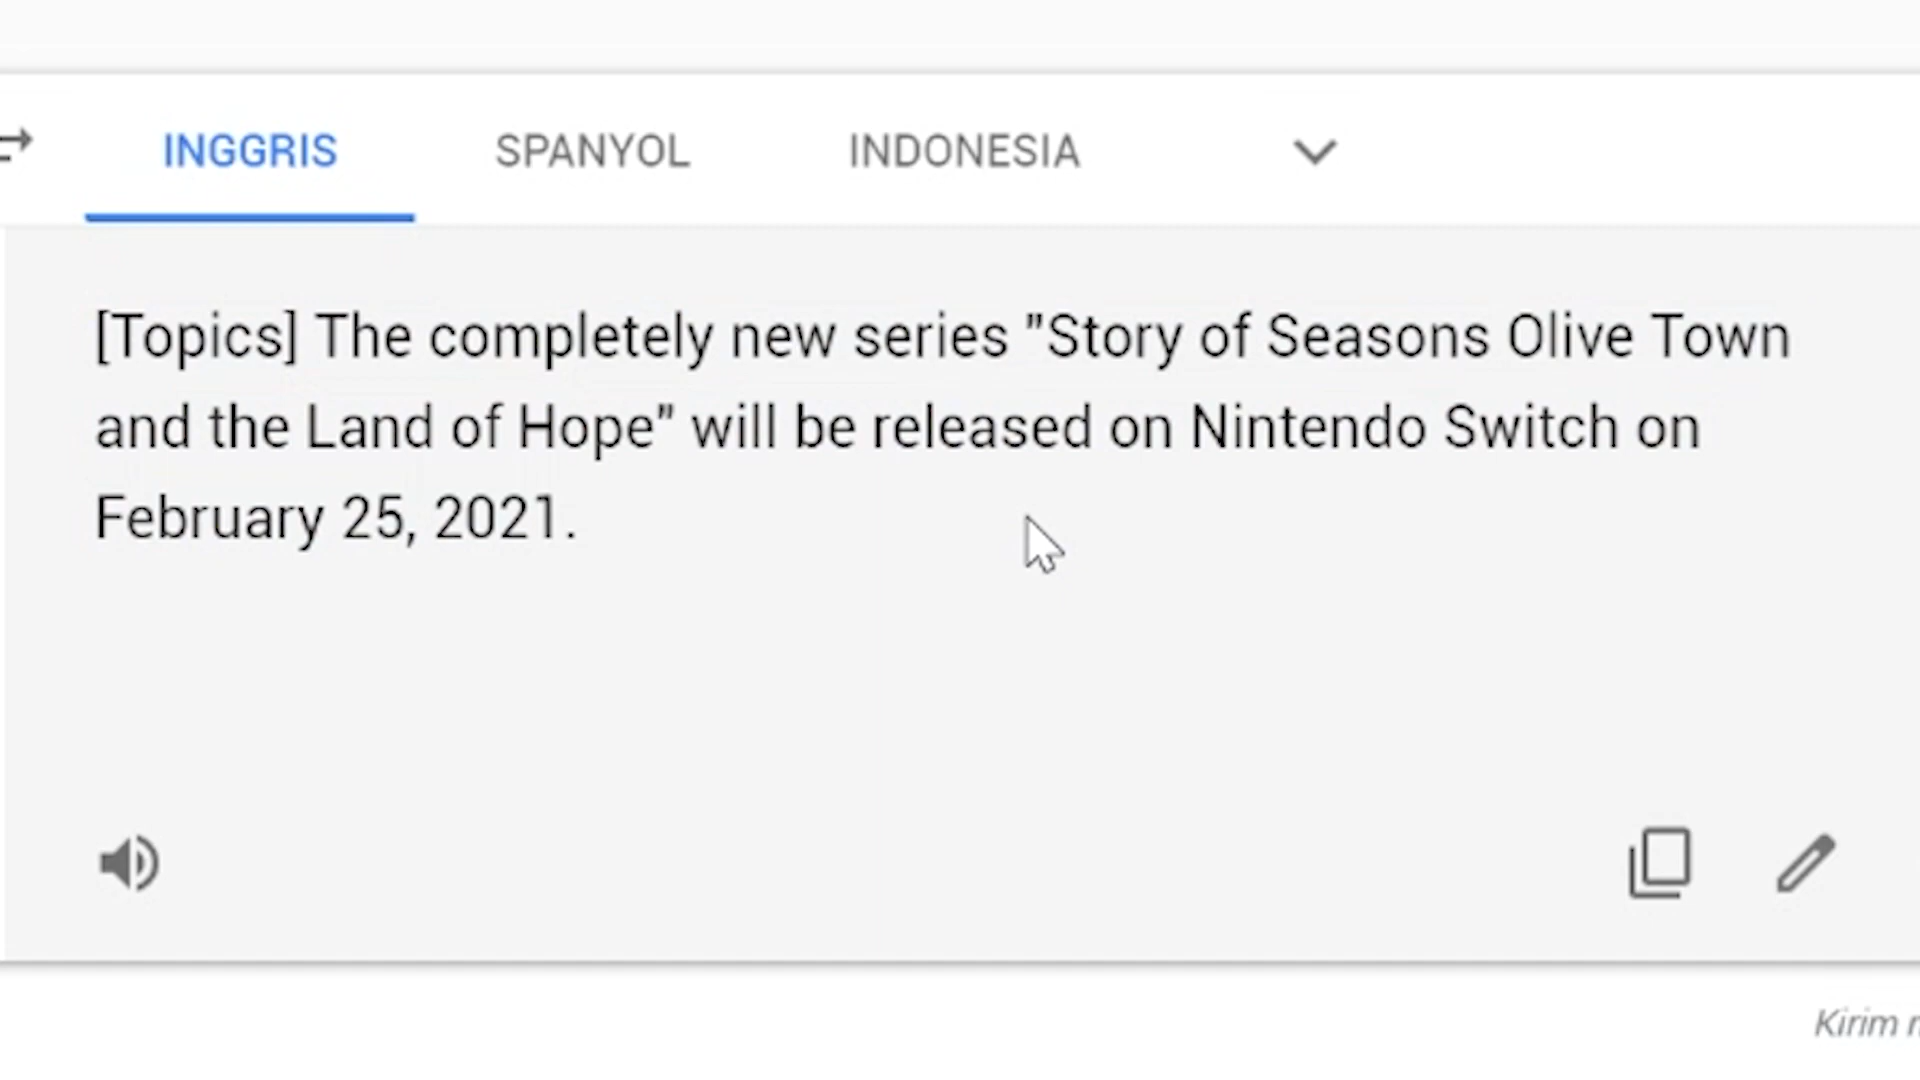 INGGRIS SPANYOL INDONESIA
[Topics] The completely new series "Story of Seasons Olive Town
and the Land of Hope" will be released on Nintendo Switch on
February 25, 2021.
Kirim